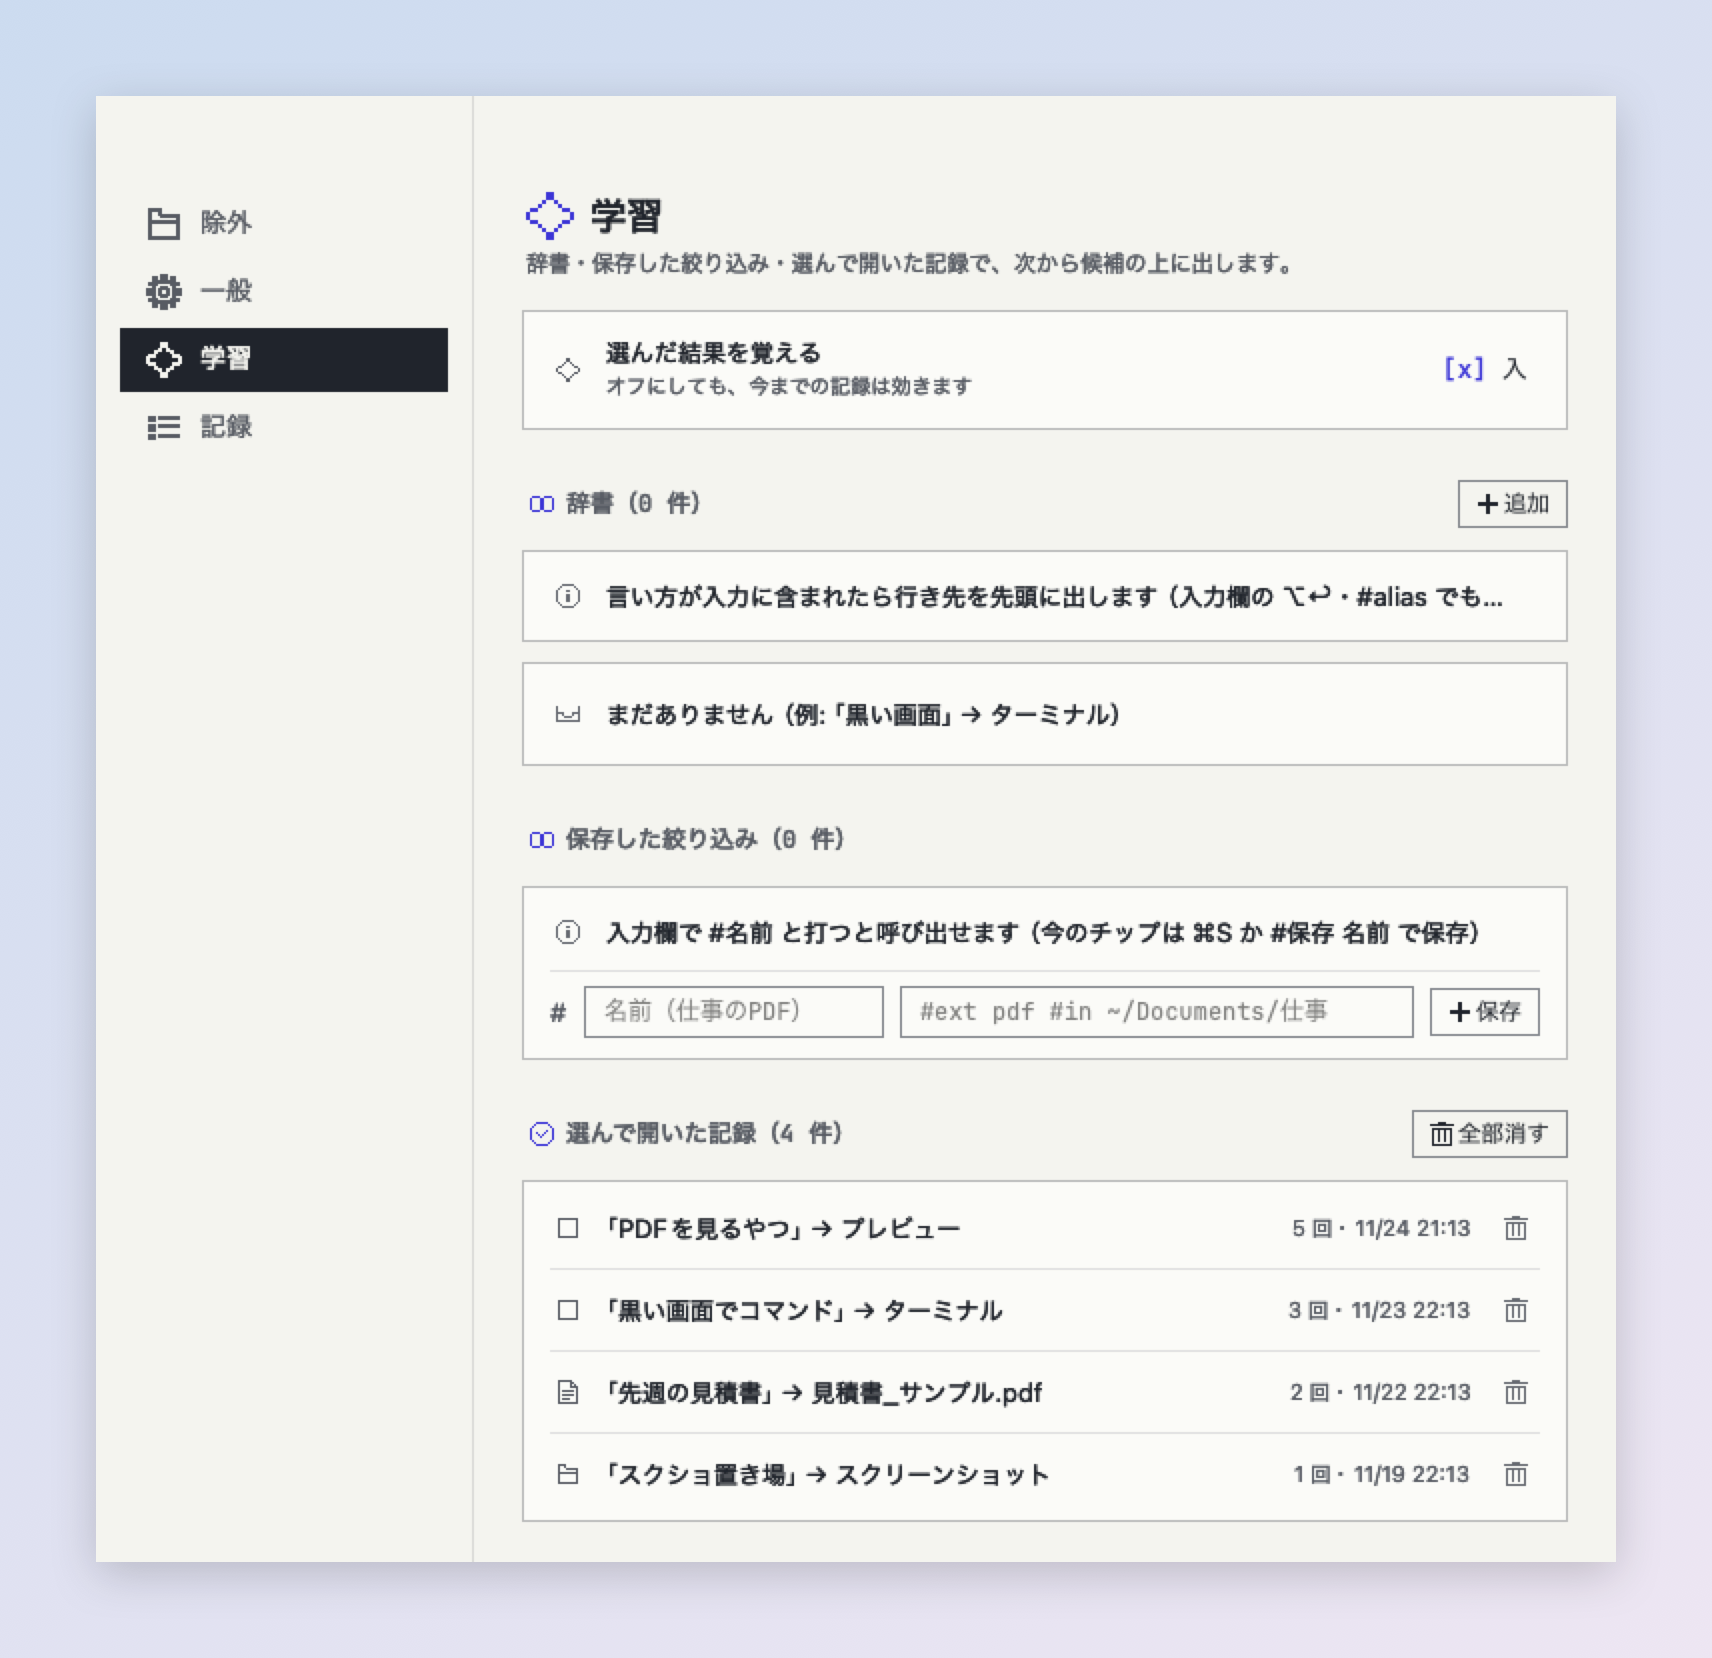 除外
一般
学習
記録
学習
辞書・保存した絞り込み・選んで開いた記録で、次から候補の上に出します。
選んだ結果を覚える
オフにしても、今までの記録は効きます
[x] 入
辞書（0 件）
追加
言い方が入力に含まれたら行き先を先頭に出します（入力欄の ⌥↩・#alias でも…
まだありません（例:「黒い画面」→ ターミナル）
保存した絞り込み（0 件）
入力欄で #名前 と打つと呼び出せます（今のチップは ⌘S か #保存 名前 で保存）
# 名前（仕事のPDF） #ext pdf #in ~/Documents/仕事 保存
選んで開いた記録（4 件）
全部消す
「PDFを見るやつ」→ プレビュー 5 回・11/24 21:13
「黒い画面でコマンド」→ ターミナル 3 回・11/23 22:13
「先週の見積書」→ 見積書_サンプル.pdf 2 回・11/22 22:13
「スクショ置き場」→ スクリーンショット 1 回・11/19 22:13